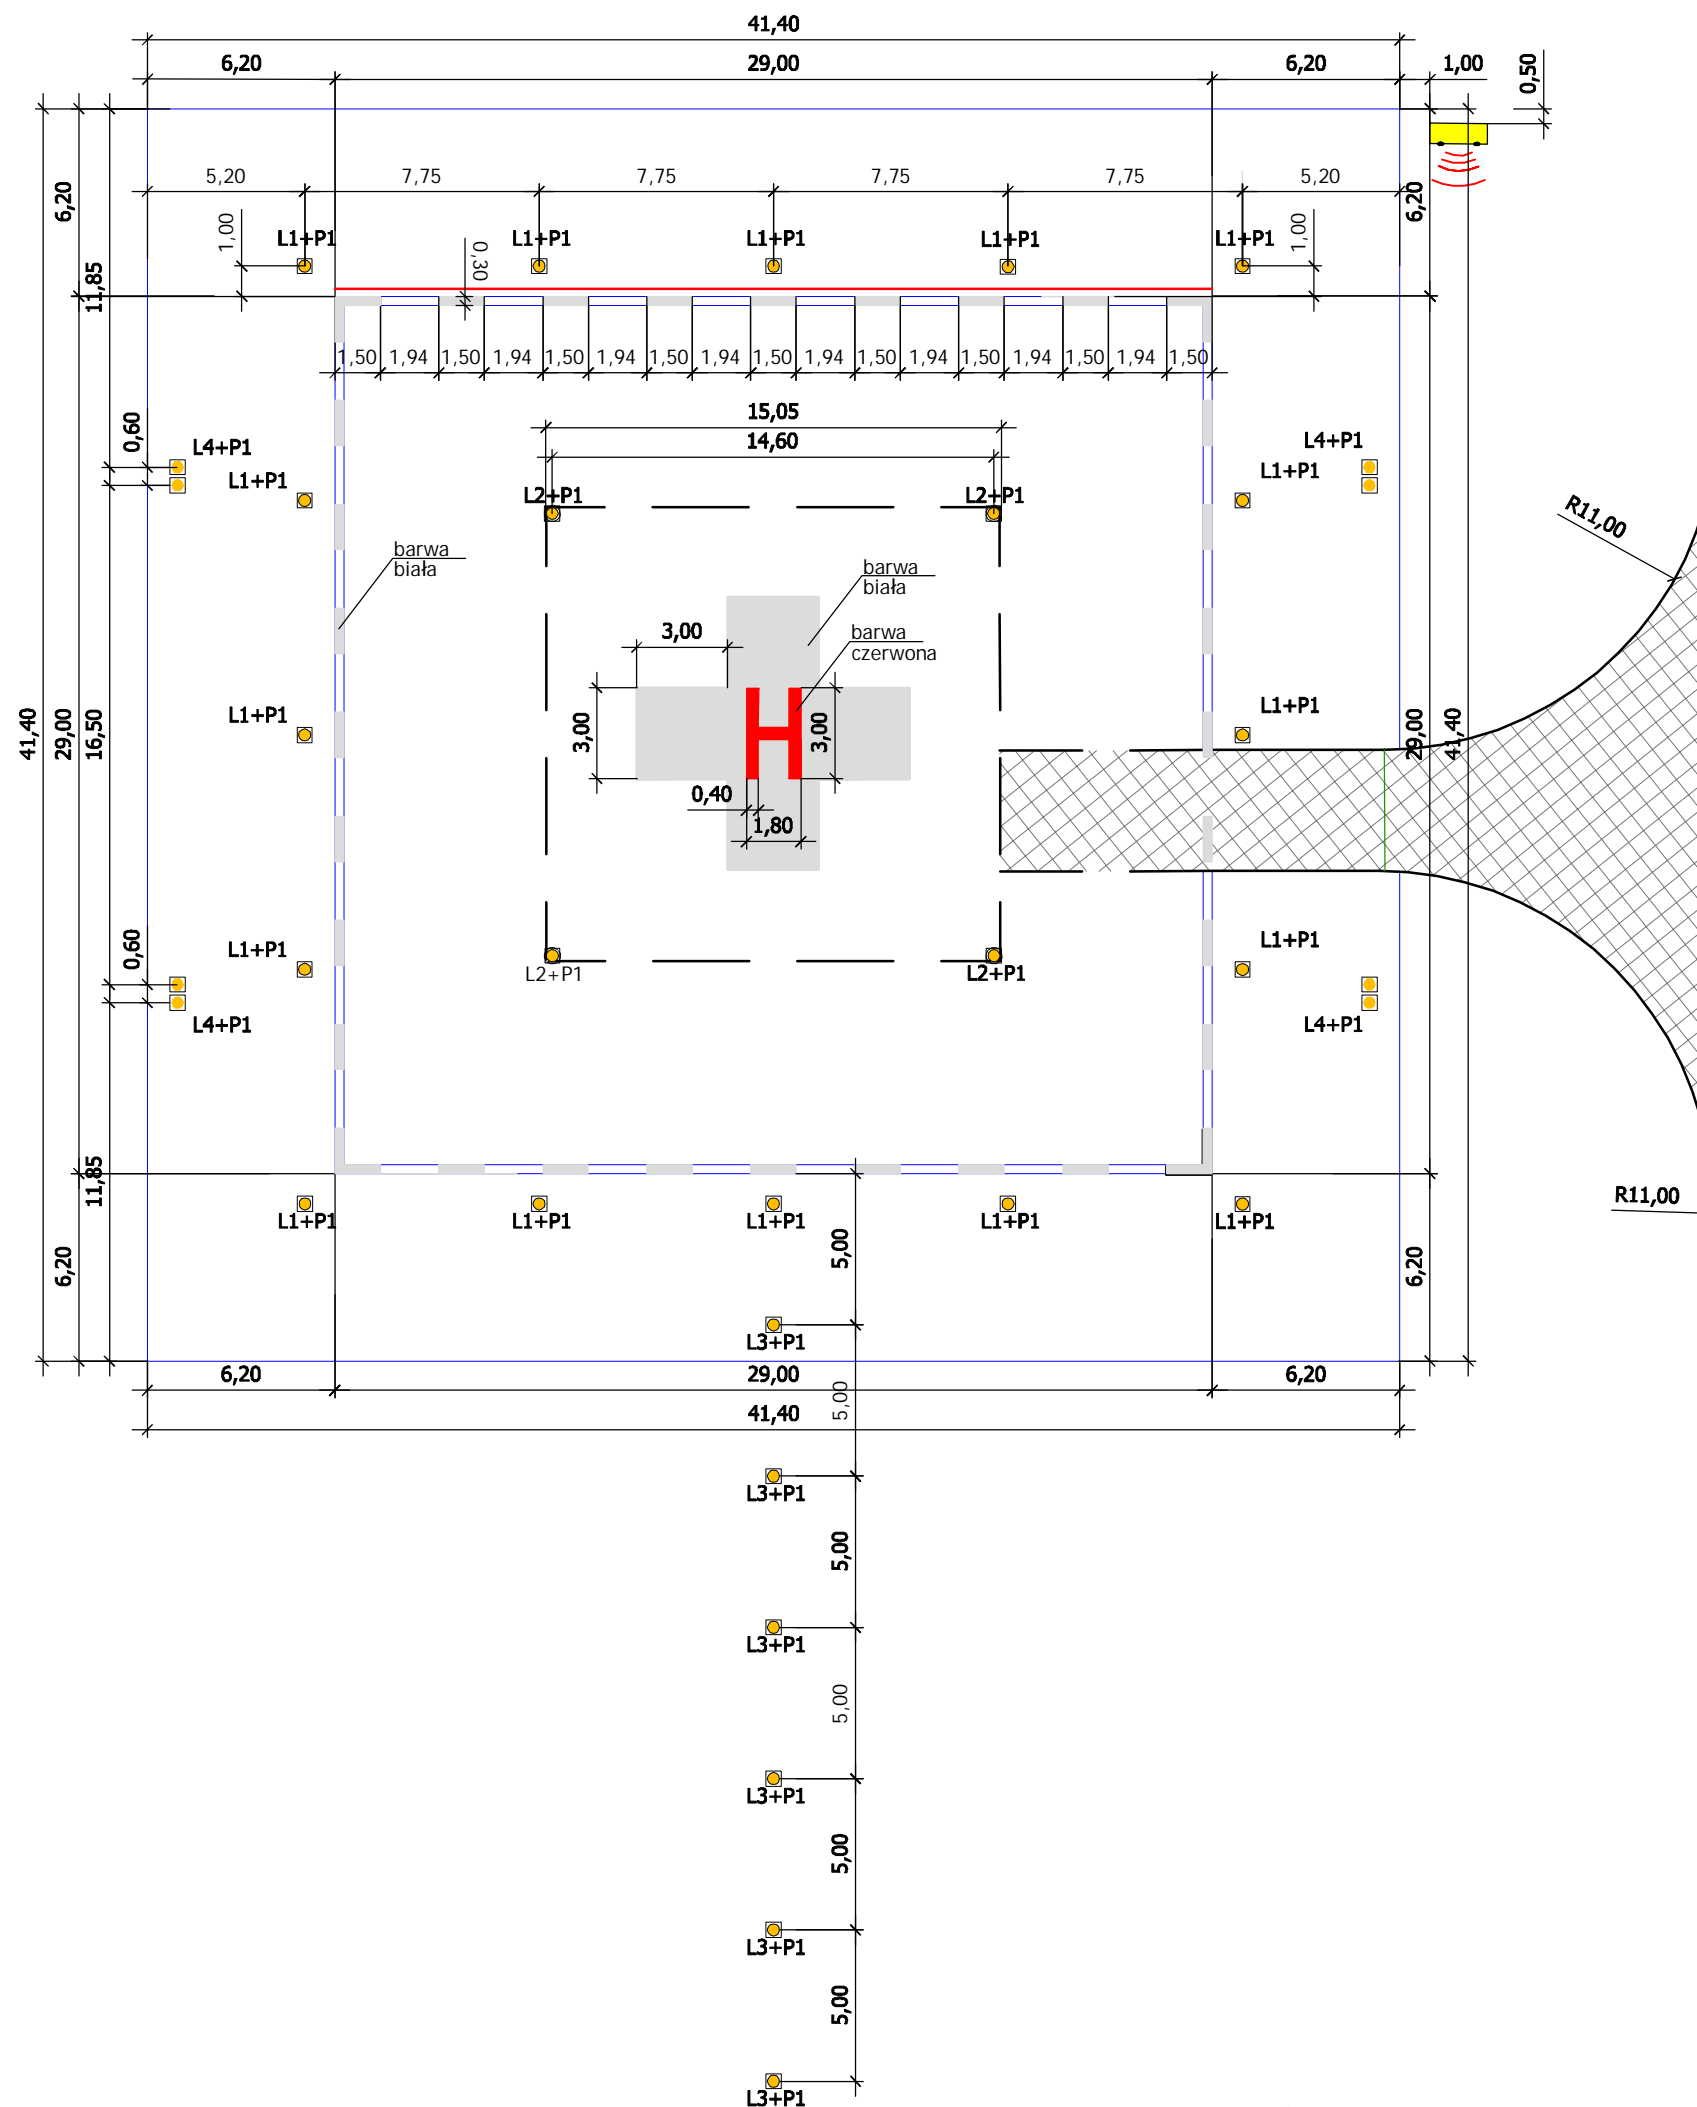 41,40
6,20
29,00
6,20
1,00
0,50
5,20
7,75
7,75
7,75
7,75
5,20
6,20
6,20
1,00
L1+P1
L1+P1
L1+P1
L1+P1
L1+P1
1,00
0,30
11,85
1,50
1,94
1,50
1,94
1,50
1,94
1,50
1,94
1,50
1,94
1,50
1,94
1,50
1,94
1,50
1,94
1,50
15,05
14,60
0,60
L4+P1
L1+P1
L4+P1
L1+P1
L2+P1
L2+P1
R11,00
barwa
biała
barwa
biała
barwa
czerwona
3,00
3,00
3,00
0,40
1,80
L1+P1
L1+P1
41,40
29,00
16,50
29,00
41,40
0,60
L1+P1
L1+P1
L2+P1
L2+P1
L4+P1
L4+P1
11,85
R11,00
L1+P1
L1+P1
L1+P1
L1+P1
L1+P1
6,20
5,00
6,20
L3+P1
6,20
29,00
6,20
5,00
41,40
L3+P1
5,00
L3+P1
5,00
L3+P1
5,00
L3+P1
5,00
L3+P1